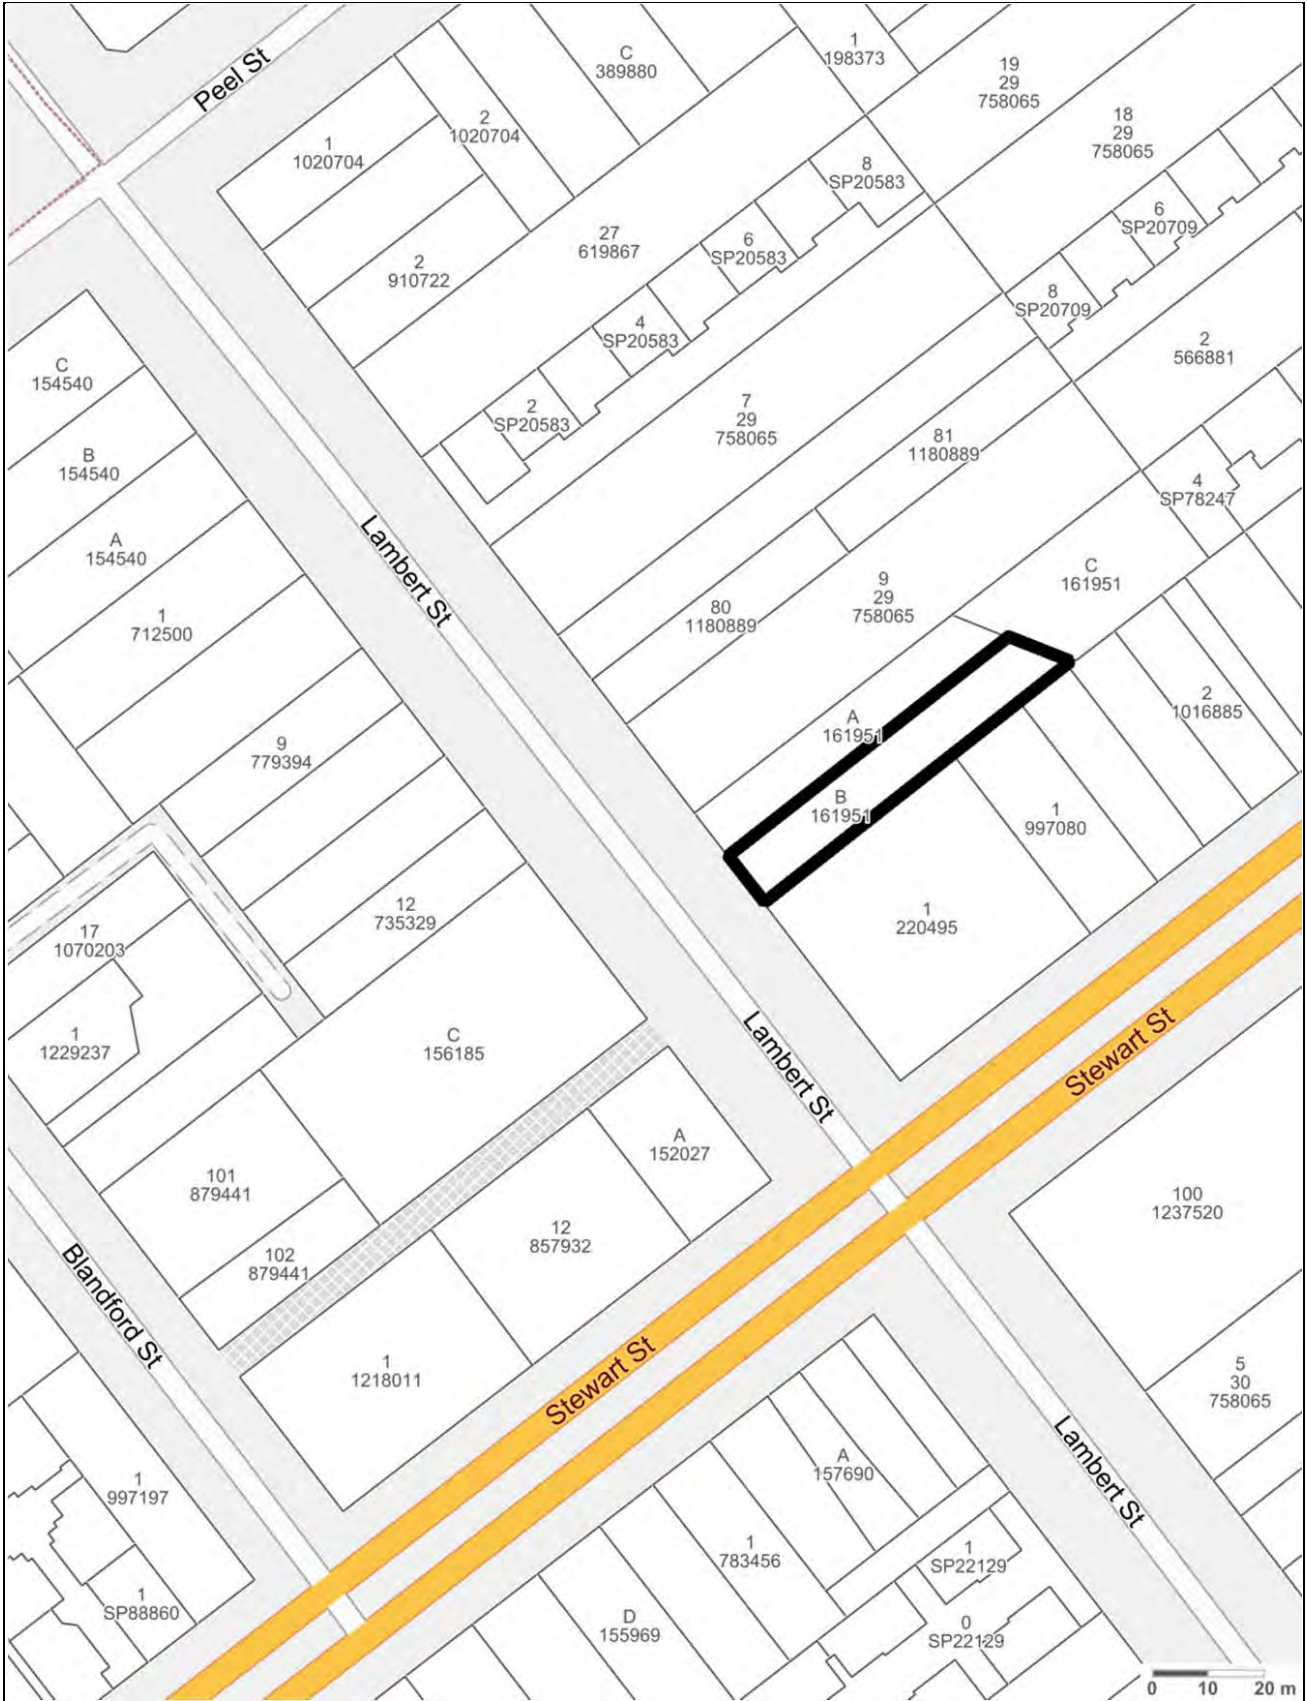 Peel St
1
1020704
2
1020704
C
389880
1
198373
19
29
758065
18
29
758065
2
910722
27
619867
8
SP20583
6
SP20583
4
SP20583
2
SP20583
6
SP20709
8
SP20709
2
566881
C
154540
B
154540
A
154540
1
712500
Lambert St
7
29
758065
81
1180889
4
SP78247
80
1180889
9
29
758065
C
161951
A
161951
B
161951
2
1016885
1
997080
9
779394
12
735329
17
1070203
1
1229237
1
220495
C
156185
Lambert St
Stewart St
A
152027
101
879441
102
879441
12
857932
100
1237520
Blandford St
1
1218011
Stewart St
5
30
758065
1
997197
A
157690
Lambert St
1
783456
1
SP22129
1
SP88860
D
155969
0
SP22129
0 10 20 m